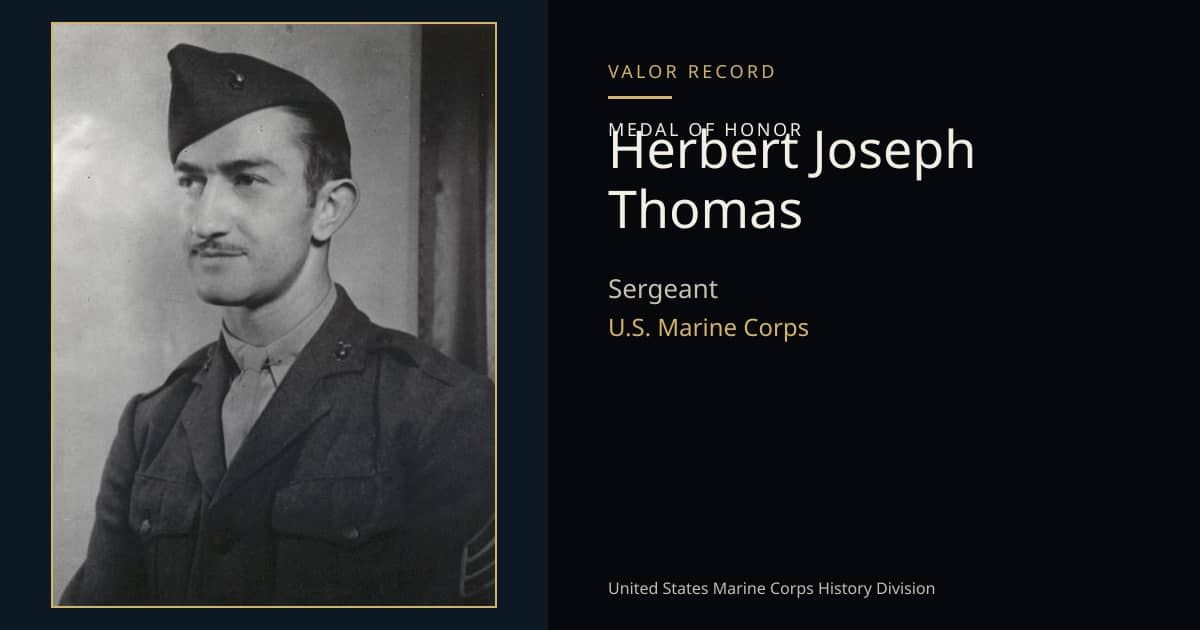 VALOR RECORD
MEDAL OF HONOR
Herbert Joseph
Thomas
Sergeant
U.S. Marine Corps
United States Marine Corps History Division